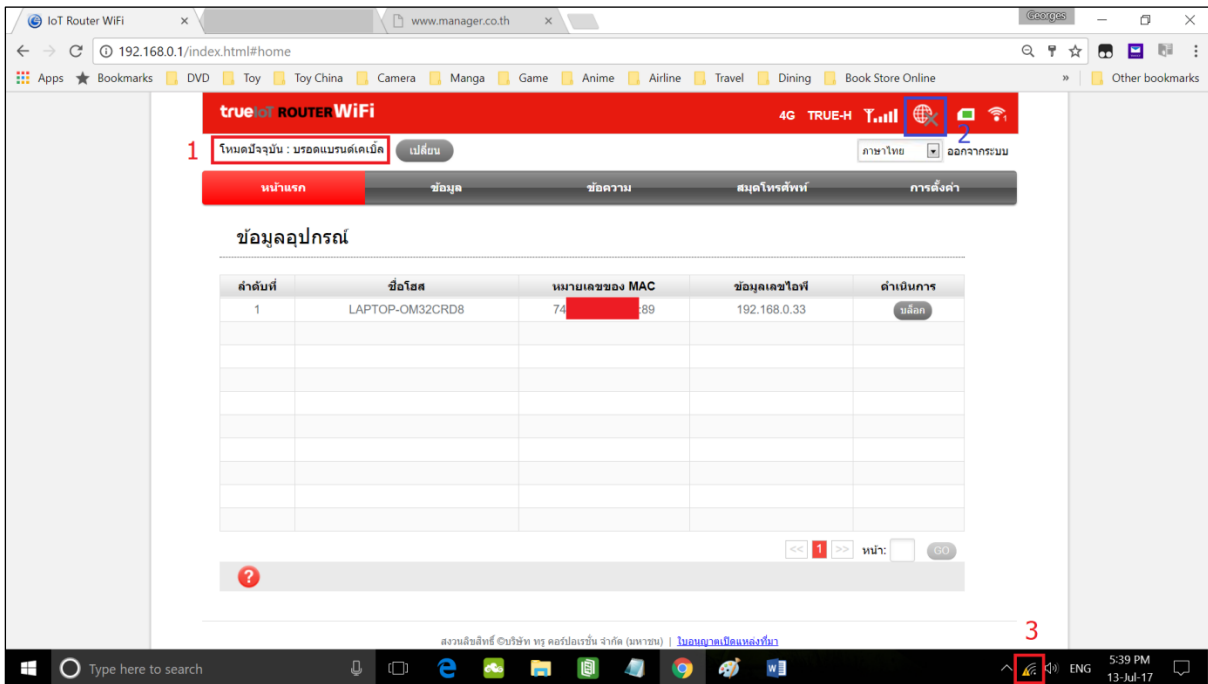 IoT Router WiFi
www.manager.co.th
Georges
192.168.0.1/index.html#home
Apps Bookmarks DVD Toy Toy China Camera Manga Game Anime Airline Travel Dining Book Store Online » Other bookmarks
trueIoT ROUTER WiFi
4G TRUE-H
1
2
1
โหมดปัจจุบัน : บรอดแบรนด์เคเบิ้ล
เปลี่ยน
ภาษาไทย
ออกจากระบบ
หน้าแรก ข้อมูล ข้อความ สมุดโทรศัพท์ การตั้งค่า
ข้อมูลอุปกรณ์
ลำดับที่ ชื่อโฮส หมายเลขของ MAC ข้อมูลเลขไอพี ดำเนินการ
1 LAPTOP-OM32CRD8 74 :89 192.168.0.33 บล็อก
<< 1 >> หน้า: GO
?
สงวนลิขสิทธิ์ ©บริษัท ทรู คอร์ปอเรชั่น จำกัด (มหาชน) | ใบอนุญาตเปิดแหล่งที่มา
3
Type here to search
ENG
5:39 PM
13-Jul-17